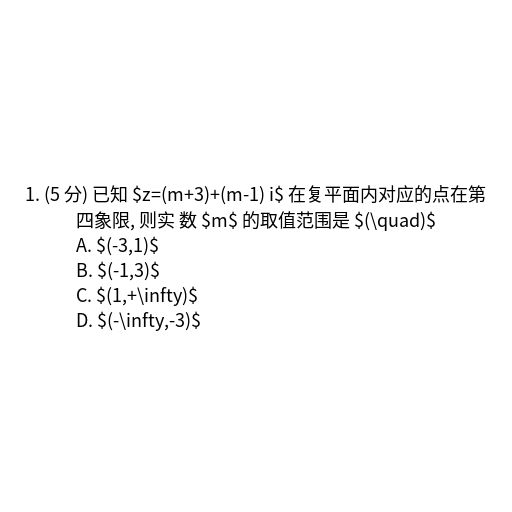 1. (5 分) 已知 $z=(m+3)+(m-1) i$ 在复平面内对应的点在第
四象限, 则实 数 $m$ 的取值范围是 $(\quad)$
A. $(-3,1)$
B. $(-1,3)$
C. $(1,+\infty)$
D. $(-\infty,-3)$